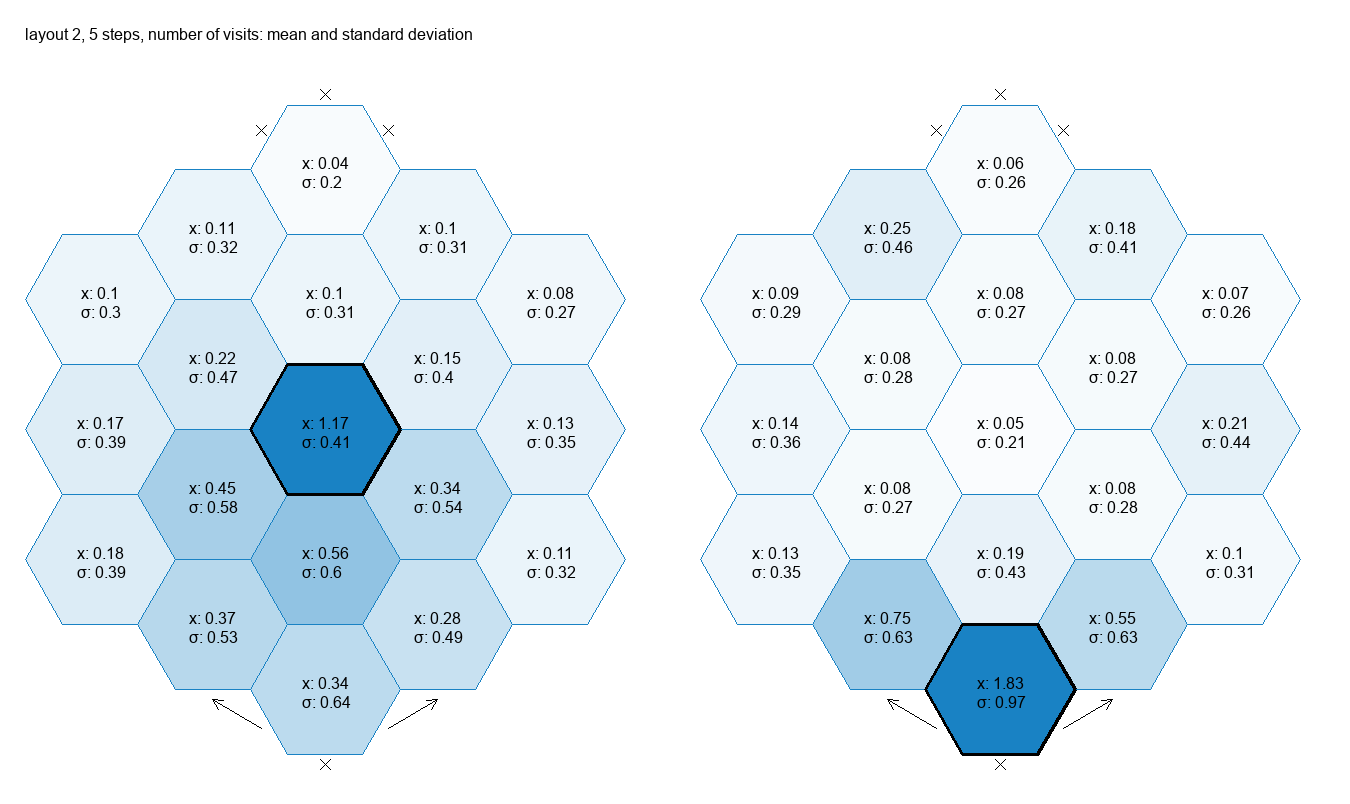 layout 2, 5 steps, number of visits: mean and standard deviation
x: 0.04
σ: 0.2
x: 0.11
σ: 0.32
x: 0.1
σ: 0.31
x: 0.1
σ: 0.3
x: 0.1
σ: 0.31
x: 0.08
σ: 0.27
x: 0.22
σ: 0.47
x: 0.15
σ: 0.4
x: 0.17
σ: 0.39
x: 1.17
σ: 0.41
x: 0.13
σ: 0.35
x: 0.45
σ: 0.58
x: 0.34
σ: 0.54
x: 0.18
σ: 0.39
x: 0.56
σ: 0.6
x: 0.11
σ: 0.32
x: 0.37
σ: 0.53
x: 0.28
σ: 0.49
x: 0.34
σ: 0.64
x: 0.06
σ: 0.26
x: 0.25
σ: 0.46
x: 0.18
σ: 0.41
x: 0.09
σ: 0.29
x: 0.08
σ: 0.27
x: 0.07
σ: 0.26
x: 0.08
σ: 0.28
x: 0.08
σ: 0.27
x: 0.14
σ: 0.36
x: 0.05
σ: 0.21
x: 0.21
σ: 0.44
x: 0.08
σ: 0.27
x: 0.08
σ: 0.28
x: 0.13
σ: 0.35
x: 0.19
σ: 0.43
x: 0.1
σ: 0.31
x: 0.75
σ: 0.63
x: 0.55
σ: 0.63
x: 1.83
σ: 0.97